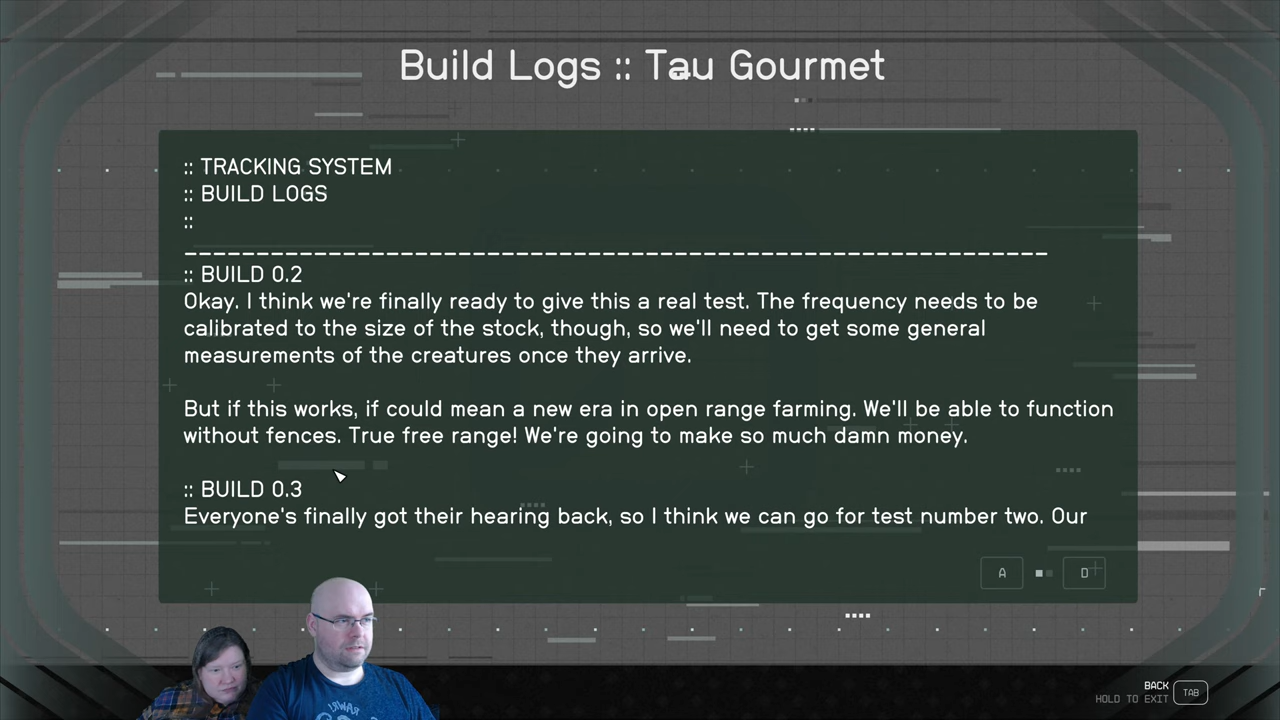 Build Logs :: Tau Gourmet
:: TRACKING SYSTEM
:: BUILD LOGS
::
:: BUILD 0.2
Okay. I think we're finally ready to give this a real test. The frequency needs to be
calibrated to the size of the stock, though, so we'll need to get some general
measurements of the creatures once they arrive.
But if this works, if could mean a new era in open range farming. We'll be able to function
without fences. True free range! We're going to make so much damn money.
:: BUILD 0.3
Everyone's finally got their hearing back, so I think we can go for test number two. Our
A
D
RAWR!
BACK
HOLD TO EXIT
TAB